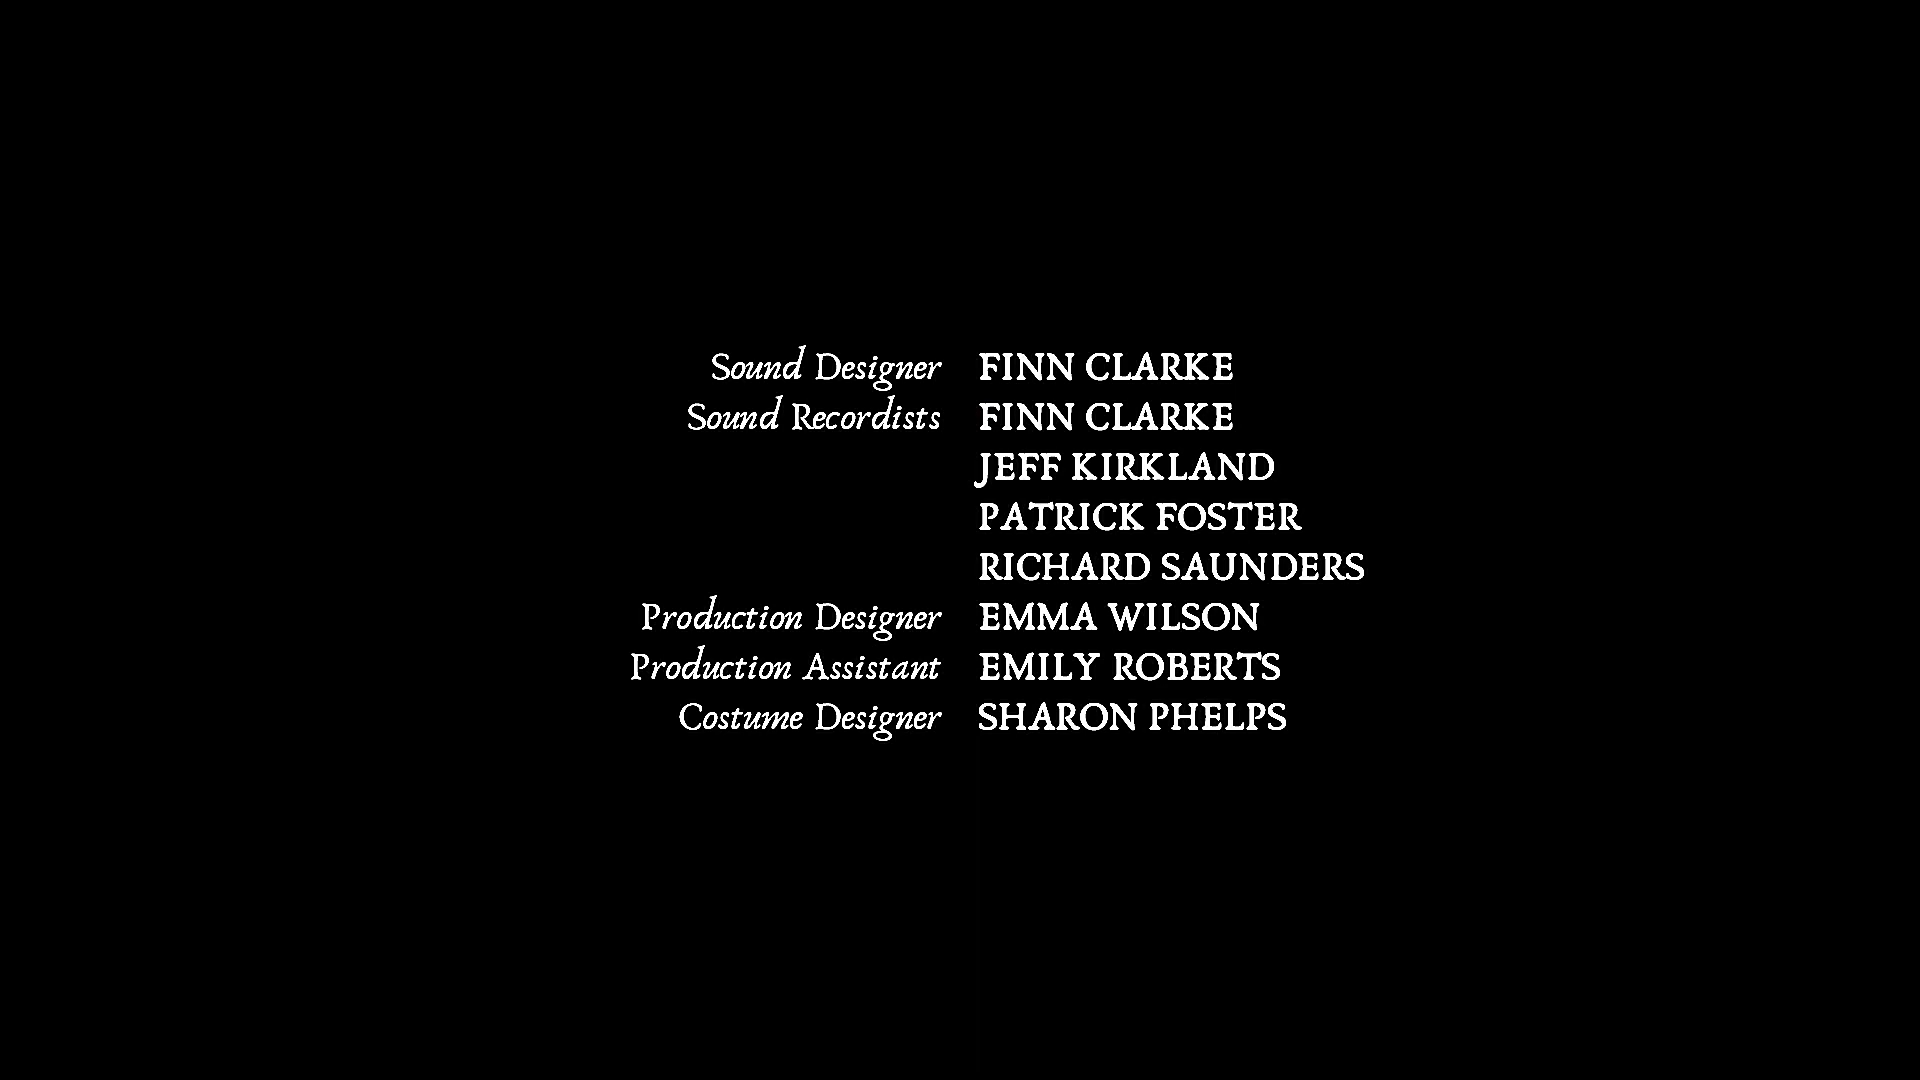 Sound Designer FINN CLARKE
Sound Recordists FINN CLARKE
JEFF KIRKLAND
PATRICK FOSTER
RICHARD SAUNDERS
Production Designer EMMA WILSON
Production Assistant EMILY ROBERTS
Costume Designer SHARON PHELPS